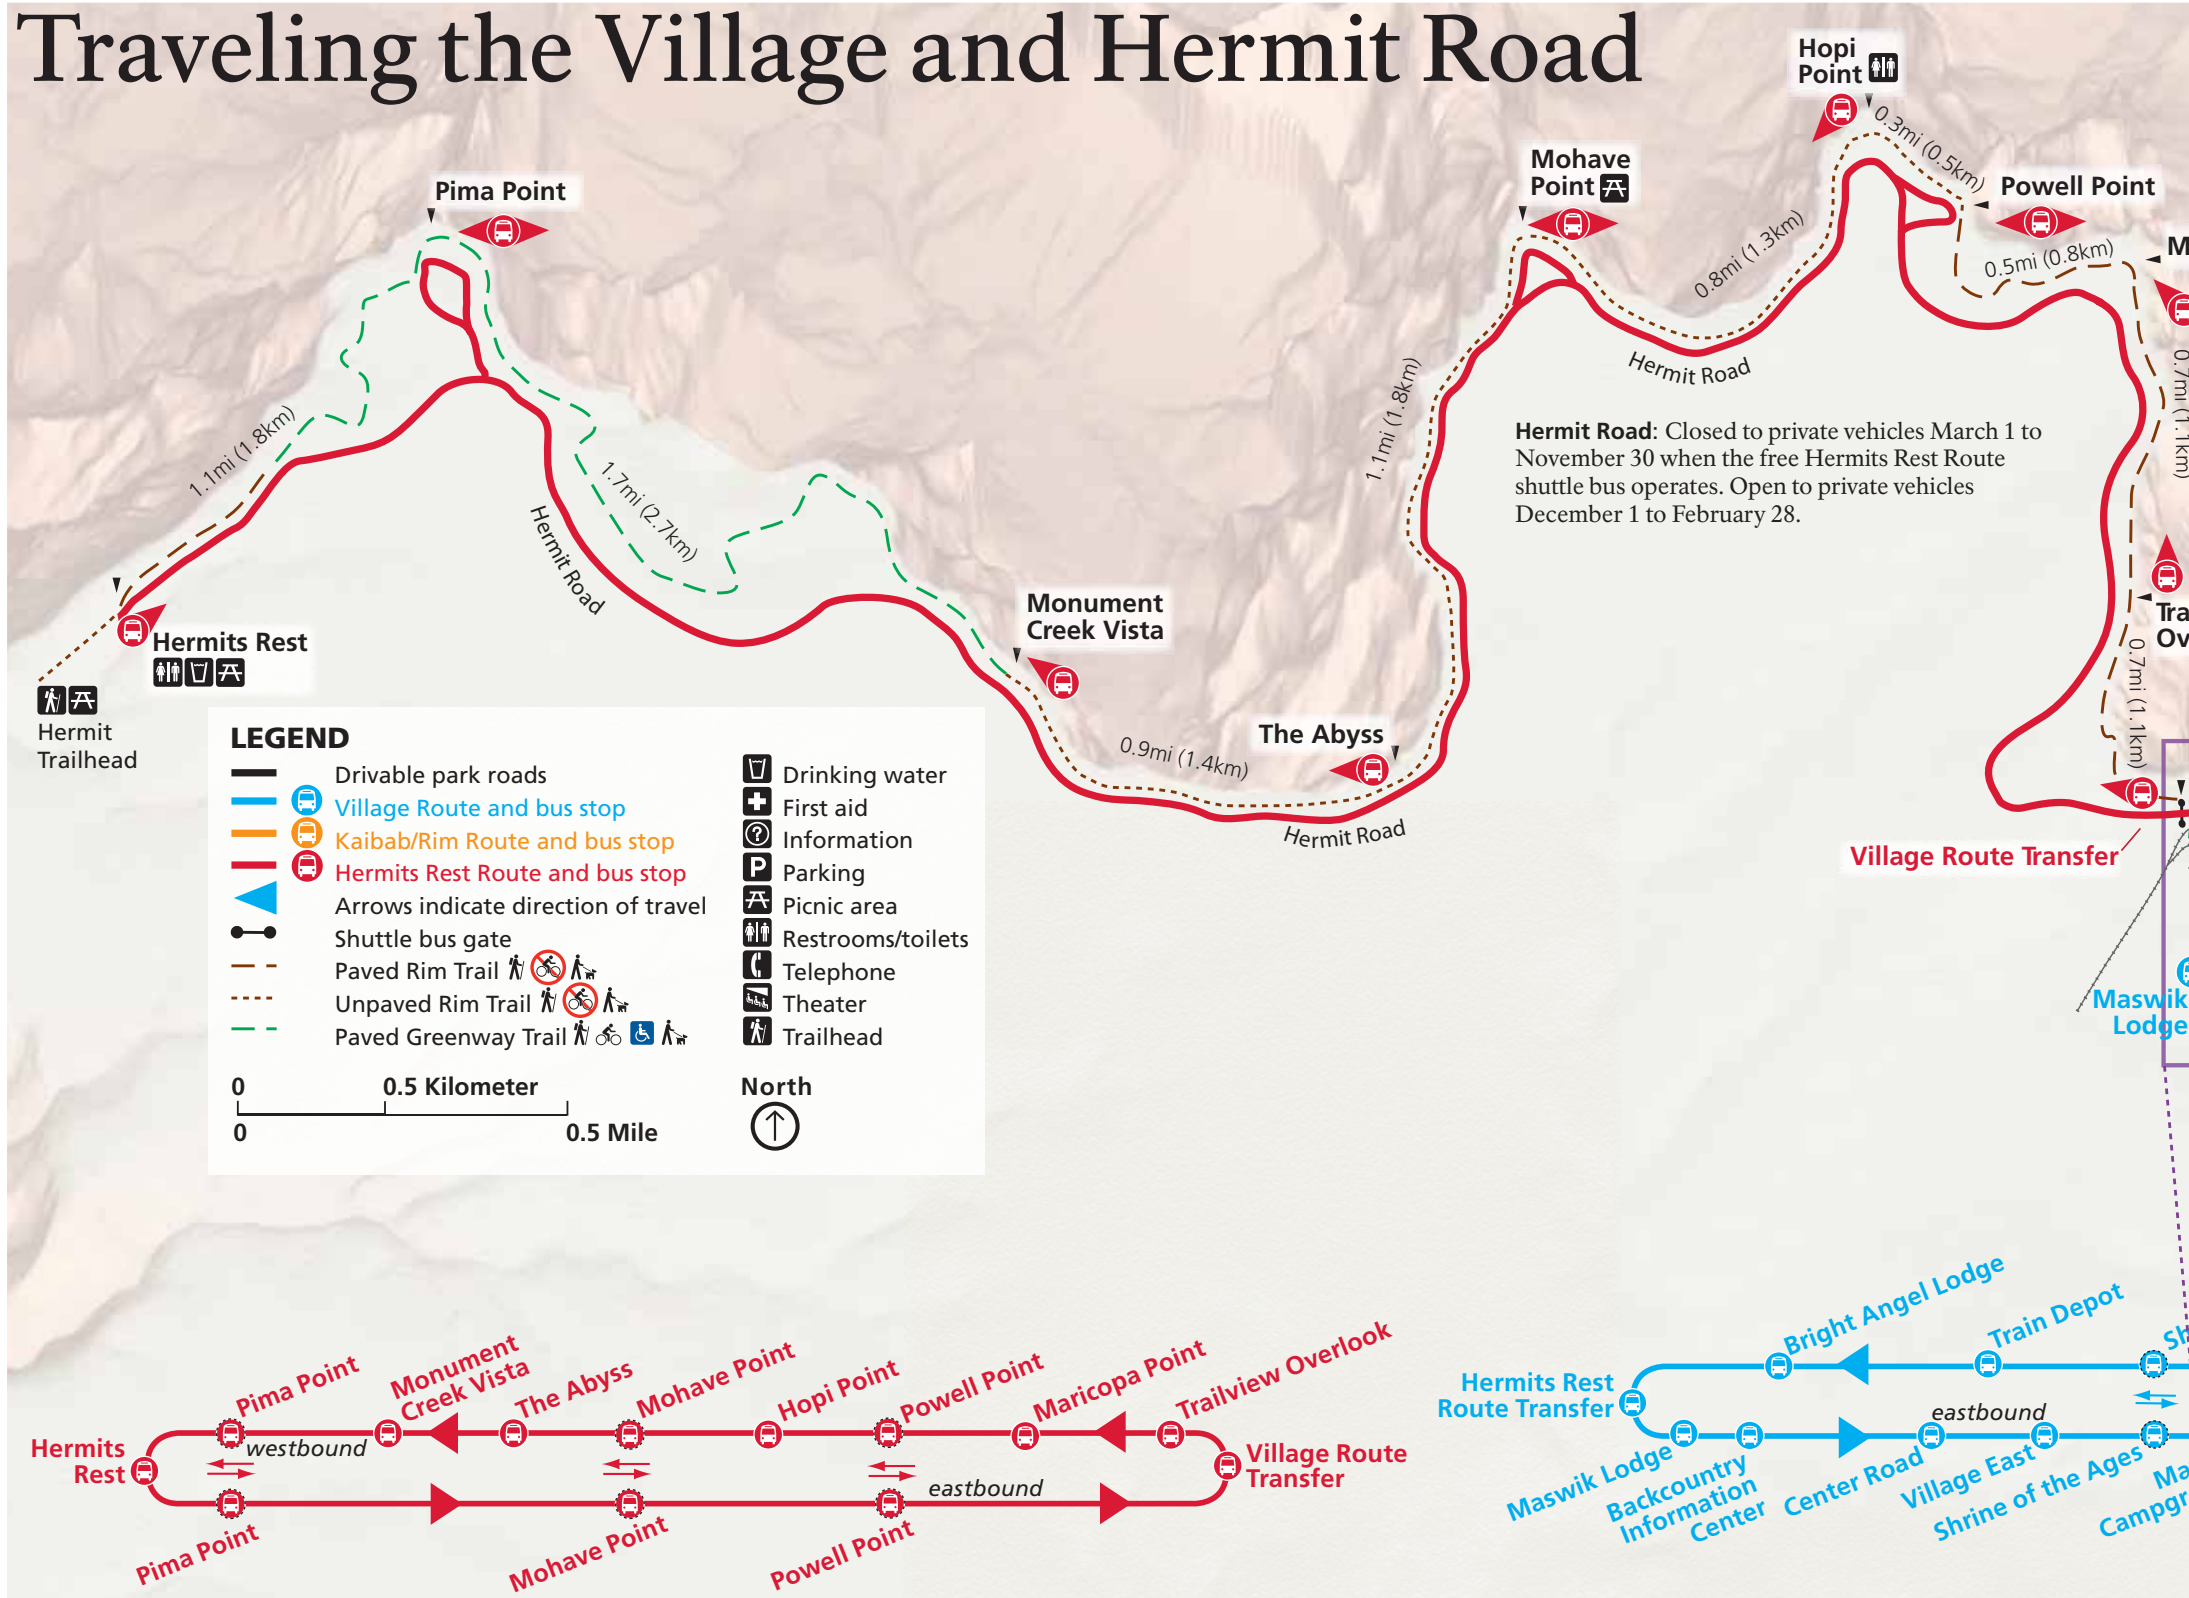 Traveling the Village and Hermit Road
Hopi
Point
0.3mi (0.5km)
Mohave
Point
Powell Point
Pima Point
0.8mi (1.3km)
0.5mi (0.8km)
M
Hermit Road
0.7mi (1.1km)
1.1mi (1.8km)
1.1mi (1.8km)
Hermit Road: Closed to private vehicles March 1 to
November 30 when the free Hermits Rest Route
shuttle bus operates. Open to private vehicles
December 1 to February 28.
1.7mi (2.7km)
Hermit Road
Monument
Creek Vista
Tra
Ov
Hermits Rest
0.7mi (1.1km)
Hermit
Trailhead
The Abyss
0.9mi (1.4km)
Hermit Road
Village Route Transfer
Maswik
Lodge
LEGEND
Drivable park roads
Village Route and bus stop
Kaibab/Rim Route and bus stop
Hermits Rest Route and bus stop
Arrows indicate direction of travel
Shuttle bus gate
Paved Rim Trail
Unpaved Rim Trail
Paved Greenway Trail
Drinking water
First aid
? Information
P Parking
Picnic area
Restrooms/toilets
Telephone
Theater
Trailhead
0 0.5 Kilometer
0 0.5 Mile
North
Pima Point
Monument
Creek Vista
The Abyss
Mohave Point
Hopi Point
Powell Point
Maricopa Point
Trailview Overlook
Hermits
Rest
westbound
Village Route
Transfer
eastbound
Pima Point
Mohave Point
Powell Point
Bright Angel Lodge
Train Depot
Sh
Hermits Rest
Route Transfer
eastbound
Maswik Lodge
Backcountry
Information
Center
Center Road
Village East
Shrine of the Ages
Ma
Campgr